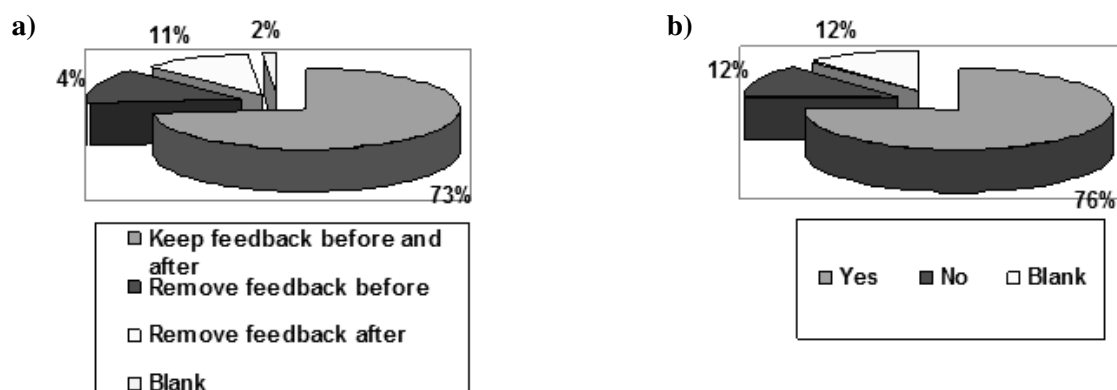 a)
11%
2%
4%
73%
Keep feedback before and
after
Remove feedback before
Remove feedback after
Blank
b)
12%
12%
76%
Yes No Blank